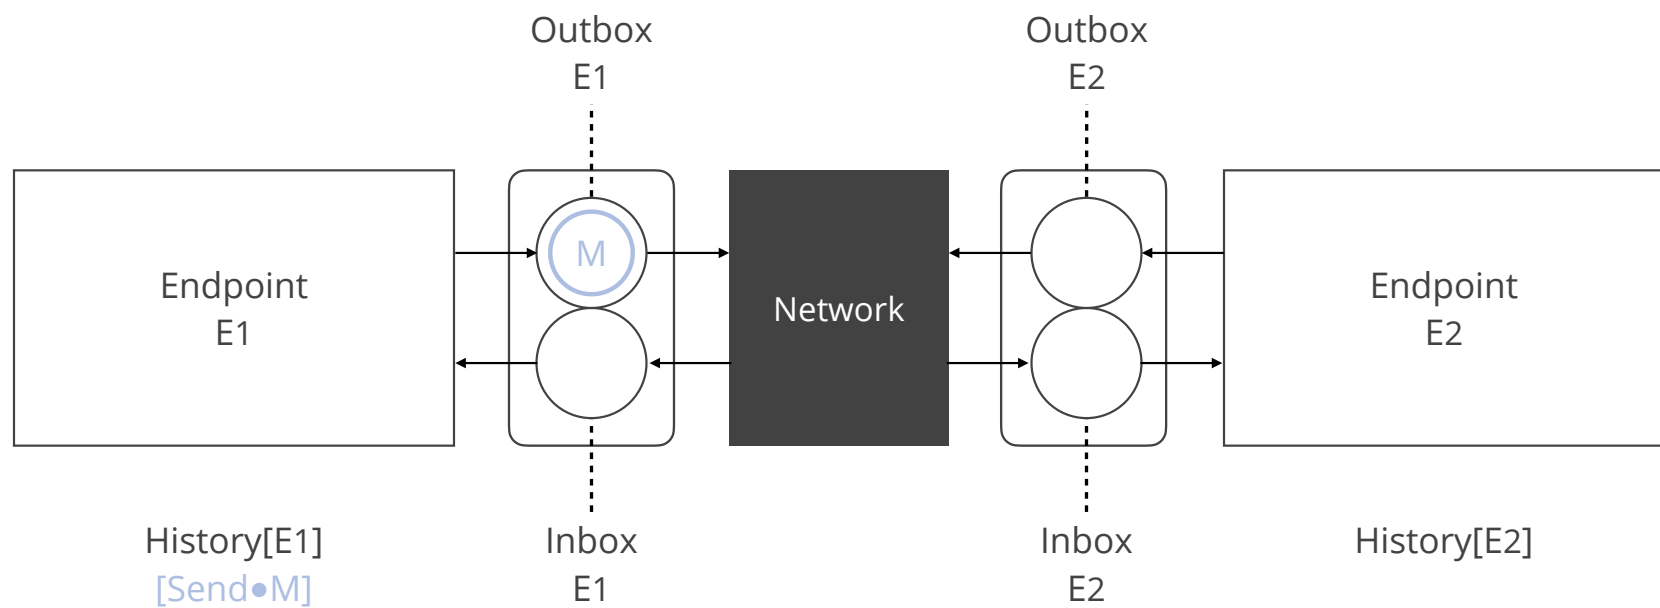 Outbox
E1
Outbox
E2
Endpoint
E1
M
Network
Endpoint
E2
History[E1]
[Send●M]
Inbox
E1
Inbox
E2
History[E2]